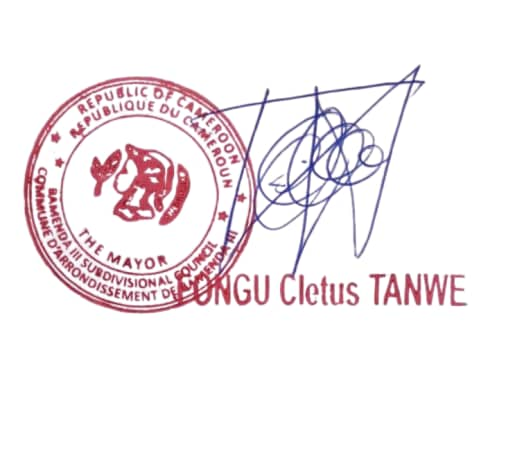 REPUBLIC OF CAMEROON
REPUBLIQUE DU CAMEROUN
THE MAYOR
BAMENDA III SUBDIVISIONAL COUNCIL
COMMUNE D'ARRONDISSEMENT DE BAMENDA III
FUNGU Cletus TANWE